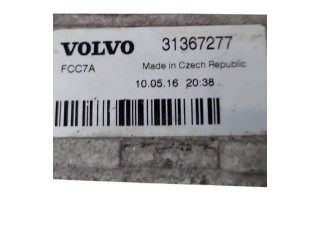 VOLVO 31367277
FCC7A Made in Czech Republic
10.05.16 20:38